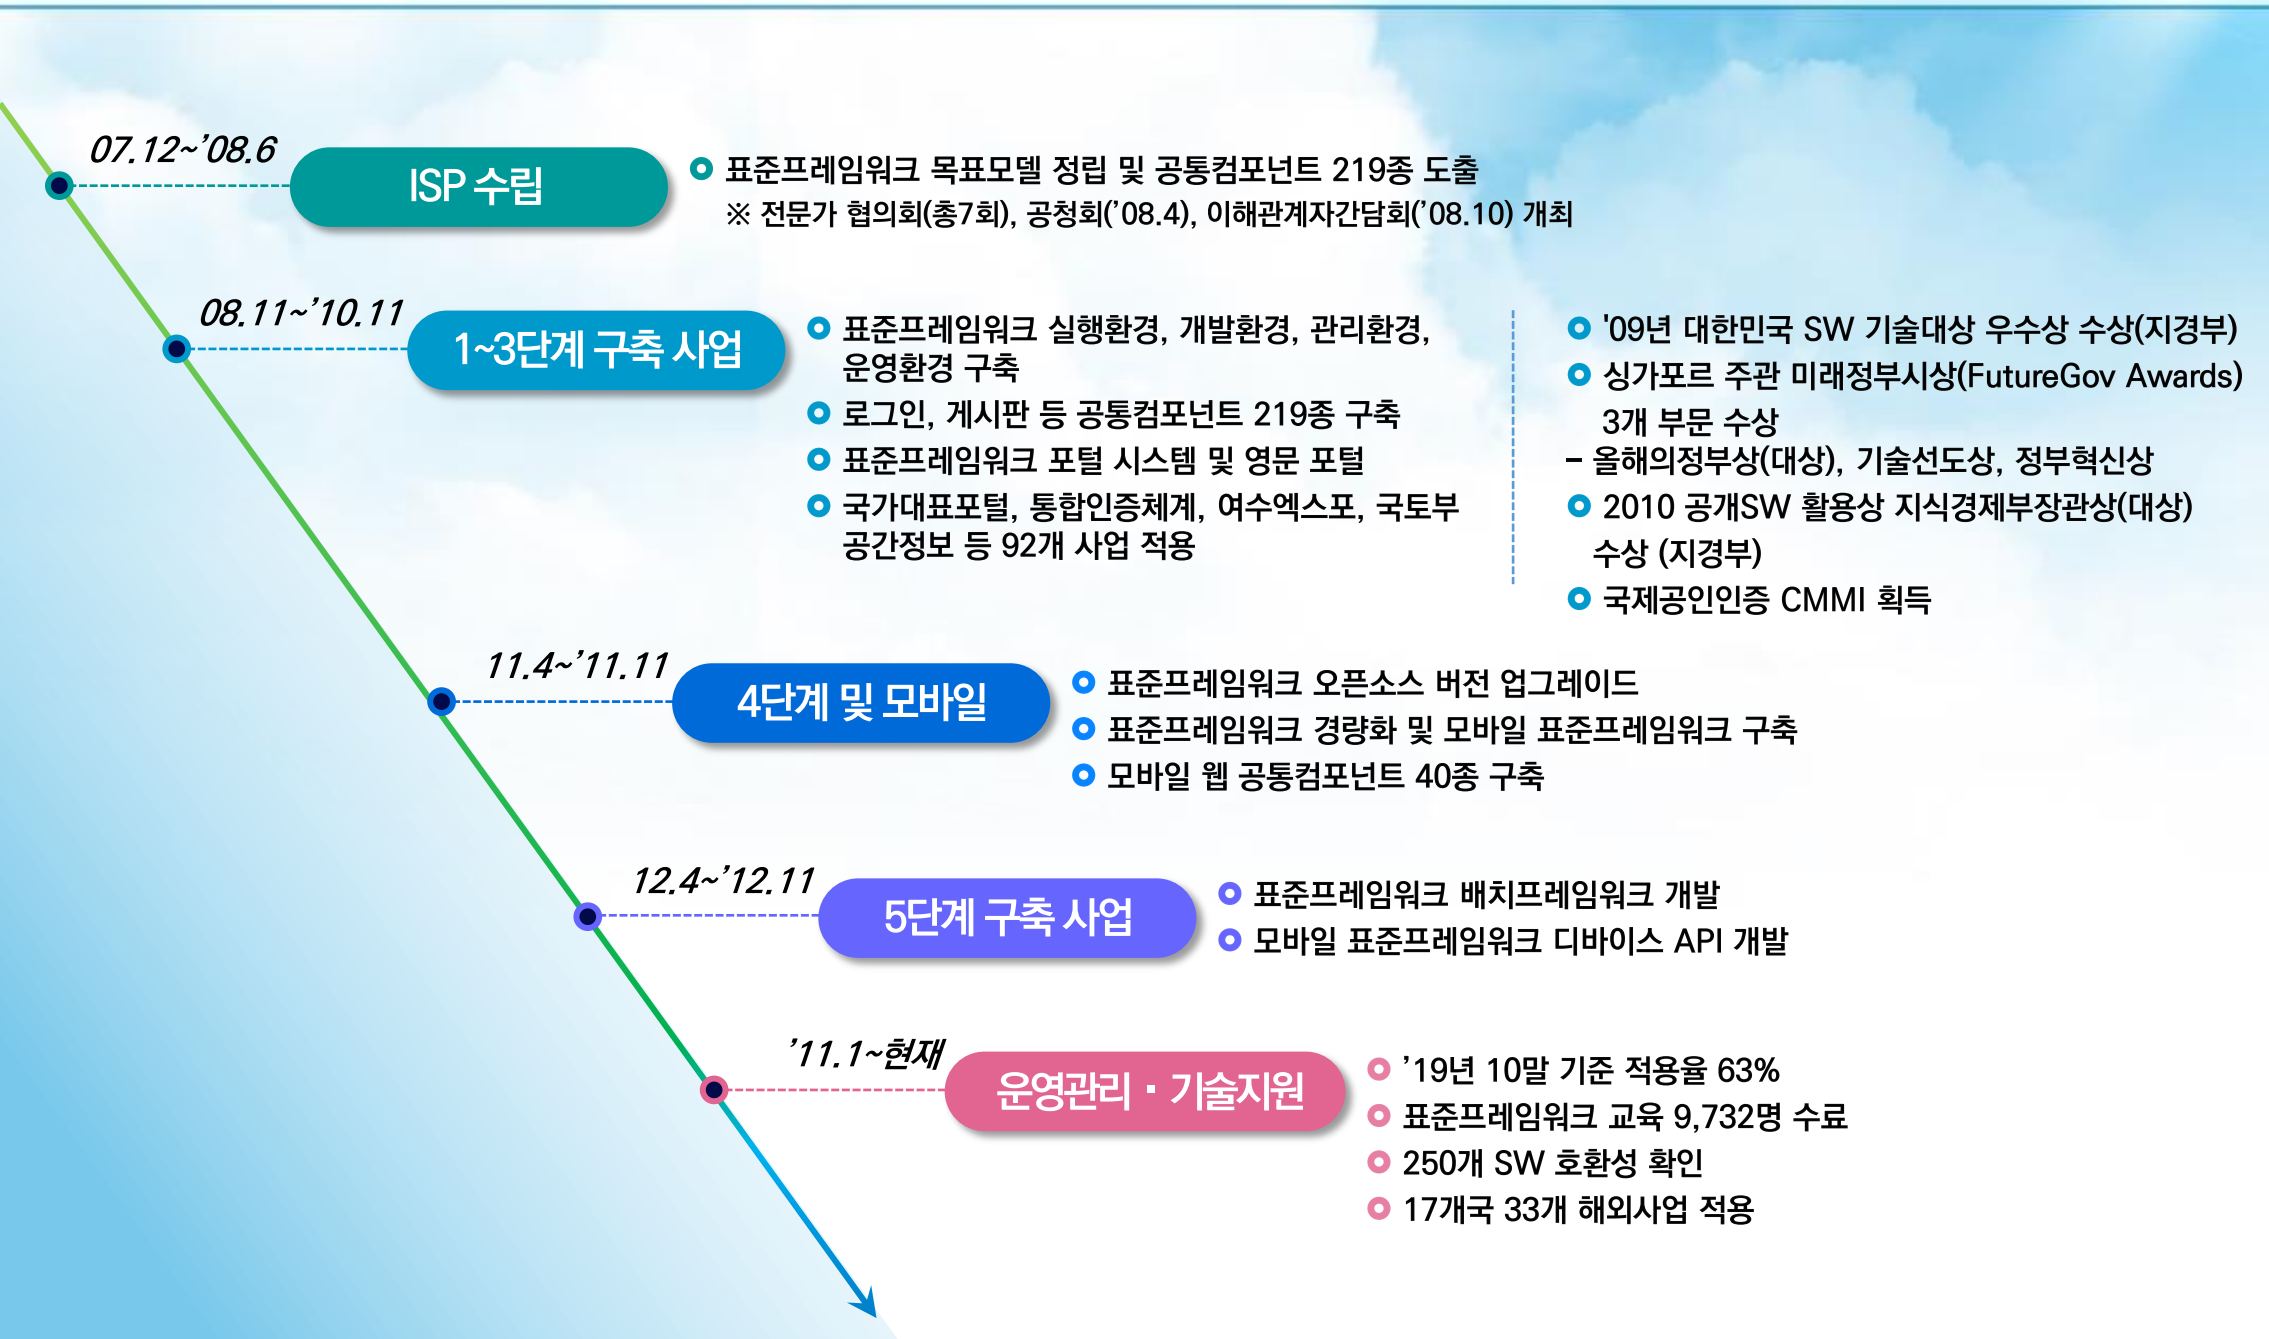 07.12~’08.6
ISP 수립
표준프레임워크 목표모델 정립 및 공통컴포넌트 219종 도출
※ 전문가 협의회(총7회), 공청회(’08.4), 이해관계자간담회(’08.10) 개최
08.11~’10.11
1~3단계 구축 사업
표준프레임워크 실행환경, 개발환경, 관리환경,
운영환경 구축
로그인, 게시판 등 공통컴포넌트 219종 구축
표준프레임워크 포털 시스템 및 영문 포털
국가대표포털, 통합인증체계, 여수엑스포, 국토부
공간정보 등 92개 사업 적용
'09년 대한민국 SW 기술대상 우수상 수상(지경부)
싱가포르 주관 미래정부시상(FutureGov Awards)
3개 부문 수상
– 올해의정부상(대상), 기술선도상, 정부혁신상
2010 공개SW 활용상 지식경제부장관상(대상)
수상 (지경부)
국제공인인증 CMMI 획득
11.4~’11.11
4단계 및 모바일
표준프레임워크 오픈소스 버전 업그레이드
표준프레임워크 경량화 및 모바일 표준프레임워크 구축
모바일 웹 공통컴포넌트 40종 구축
12.4~’12.11
5단계 구축 사업
표준프레임워크 배치프레임워크 개발
모바일 표준프레임워크 디바이스 API 개발
’11.1~현재
운영관리 · 기술지원
’19년 10말 기준 적용율 63%
표준프레임워크 교육 9,732명 수료
250개 SW 호환성 확인
17개국 33개 해외사업 적용